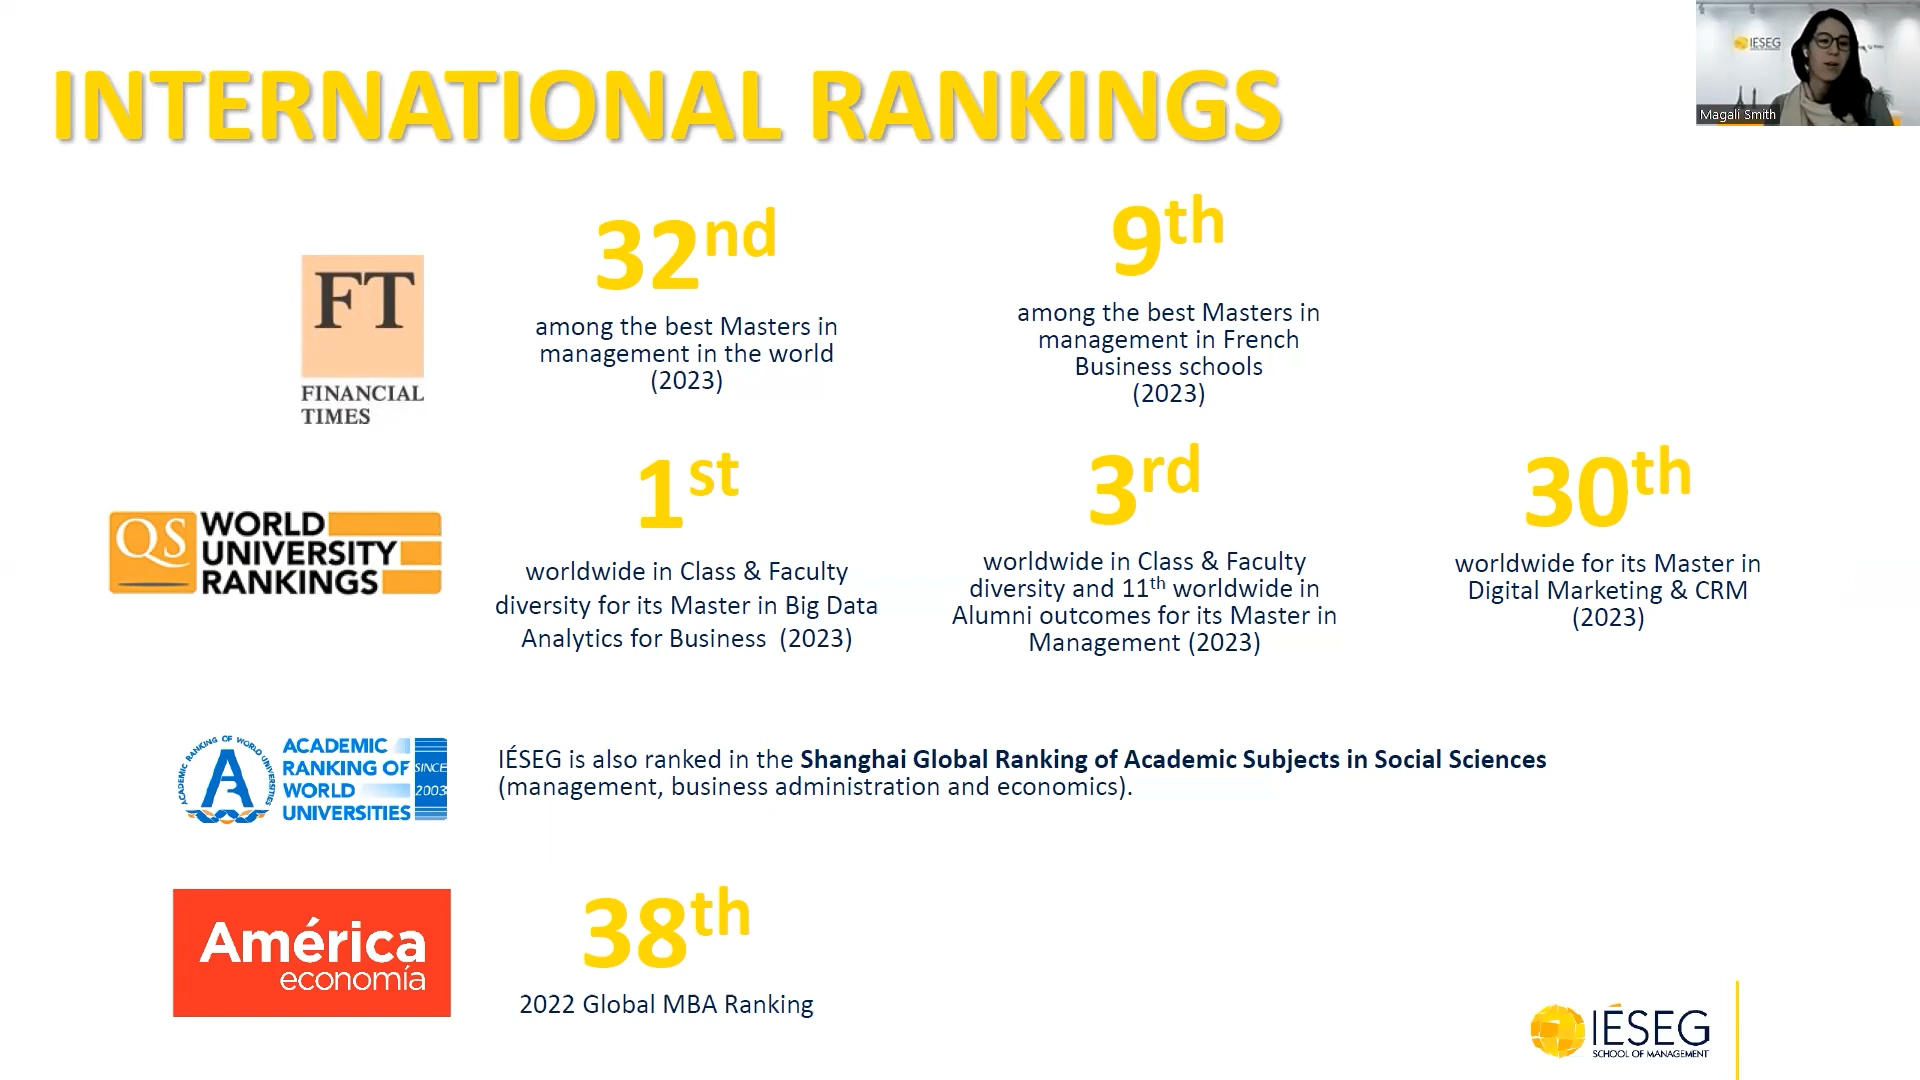 INTERNATIONAL RANKINGS
IÉSEG
Magali Smith
FT
FINANCIAL
TIMES
32nd
among the best Masters in
management in the world
(2023)
9th
among the best Masters in
management in French
Business schools
(2023)
QS
WORLD
UNIVERSITY
RANKINGS
1st
worldwide in Class & Faculty
diversity for its Master in Big Data
Analytics for Business (2023)
3rd
worldwide in Class & Faculty
diversity and 11th worldwide in
Alumni outcomes for its Master in
Management (2023)
30th
worldwide for its Master in
Digital Marketing & CRM
(2023)
ACADEMIC RANKING OF WORLD UNIVERSITIES
ACADEMIC
RANKING OF
WORLD
UNIVERSITIES
SINCE
2003
IÉSEG is also ranked in the Shanghai Global Ranking of Academic Subjects in Social Sciences
(management, business administration and economics).
América
economía
38th
2022 Global MBA Ranking
IÉSEG
SCHOOL OF MANAGEMENT